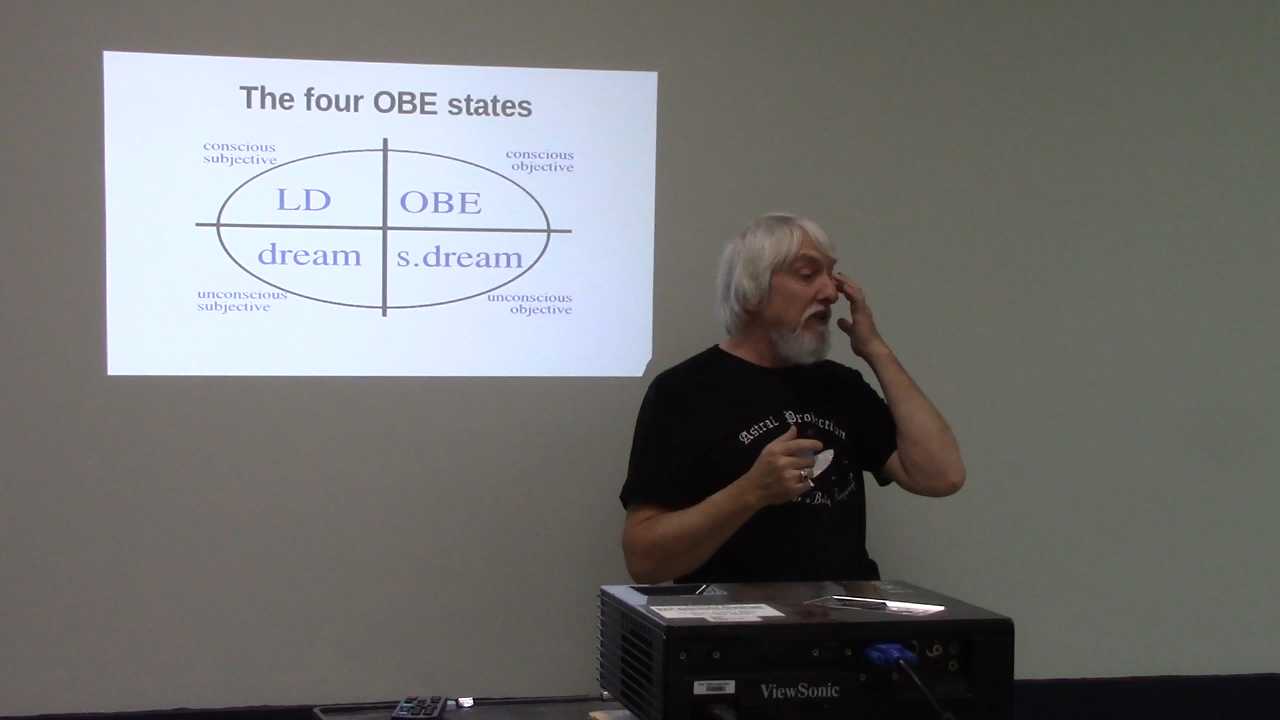 The four OBE states
conscious
subjective
conscious
objective
LD
OBE
dream
s.dream
unconscious
subjective
unconscious
objective
Astral Projection
ViewSonic